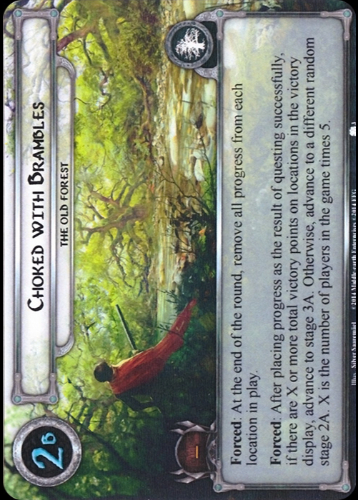 2B
CHOKED WITH BRAMBLES
THE OLD FOREST
Forced: At the end of the round, remove all progress from each
location in play.
Forced: After placing progress as the result of questing successfully,
if there are X or more total victory points on locations in the victory
display, advance to stage 3A. Otherwise, advance to a different random
stage 2A. X is the number of players in the game times 5.
Illus. Silver Saaremäel ©2014 Middle-earth Enterprises ©2014 FFG